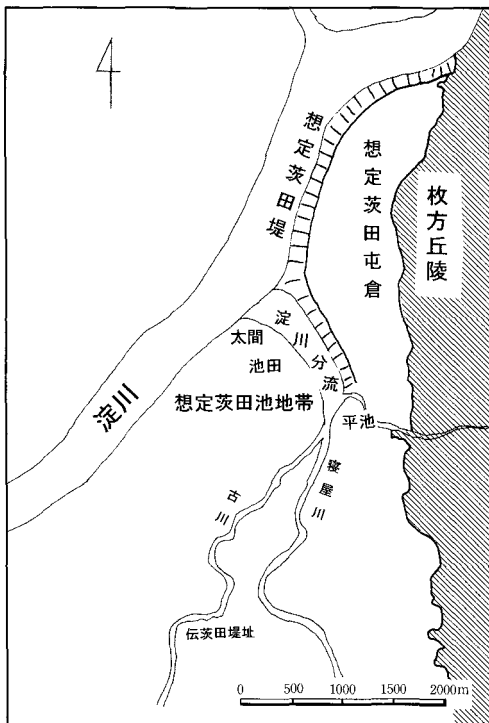 想定茨田堤
想定茨田屯倉
枚方丘陵
淀川分流
太間
池田
想定茨田池地帯
淀川
平池
寝屋川
古川
伝茨田堤址
0 500 1000 1500 2000m